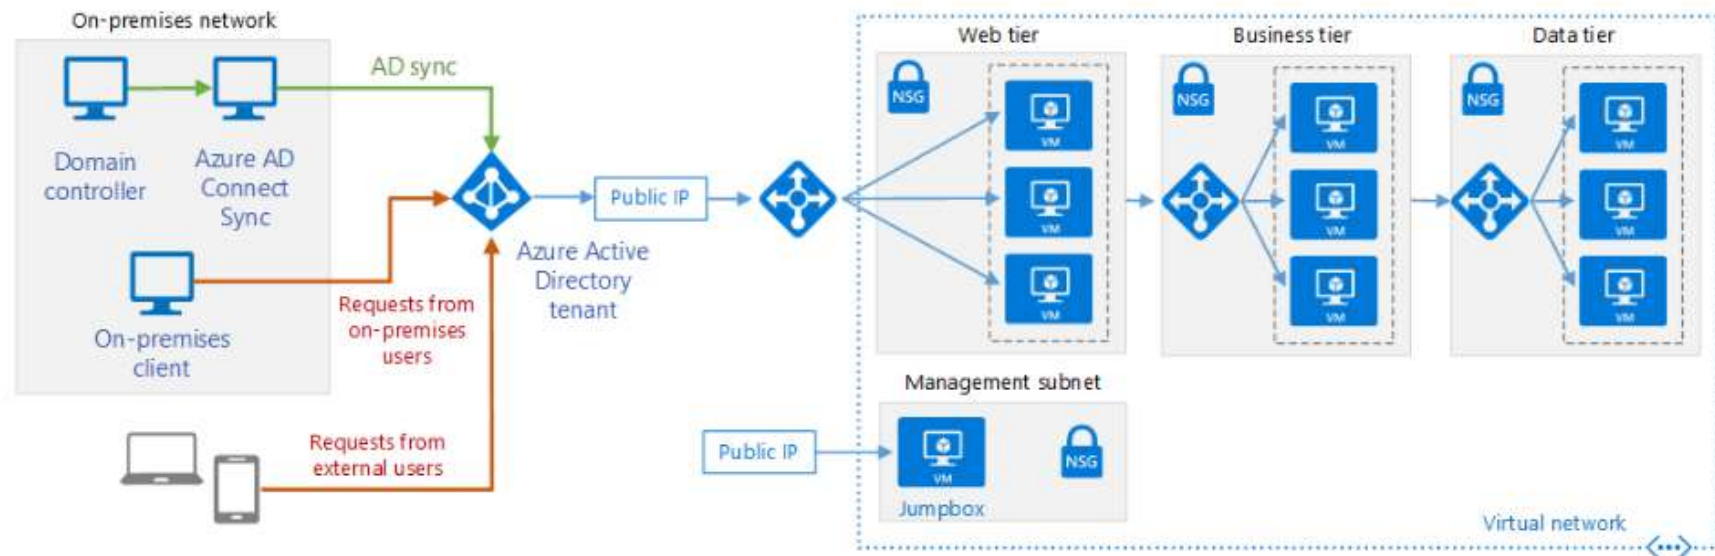 On-premises network
AD sync
Domain
controller
Azure AD
Connect
Sync
On-premises
client
Requests from
on-premises
users
Requests from
external users
Azure Active
Directory
tenant
Public IP
Web tier
NSG
VM
VM
VM
Business tier
NSG
VM
VM
VM
Data tier
NSG
VM
VM
VM
Management subnet
Public IP
VM
Jumpbox
NSG
Virtual network